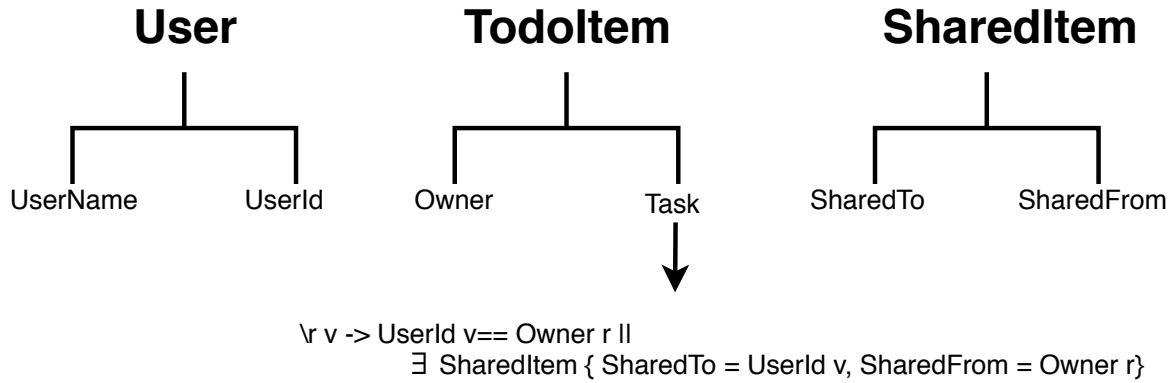 User TodoItem SharedItem
UserName UserId Owner Task SharedTo SharedFrom
\r v -> UserId v== Owner r ||
∃ SharedItem { SharedTo = UserId v, SharedFrom = Owner r}